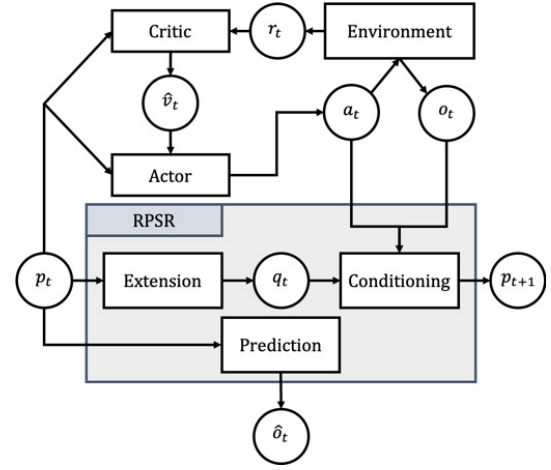 Critic
r_t
Environment
v̂_t
a_t
o_t
Actor
RPSR
p_t
Extension
q_t
Conditioning
p_{t+1}
Prediction
ô_t